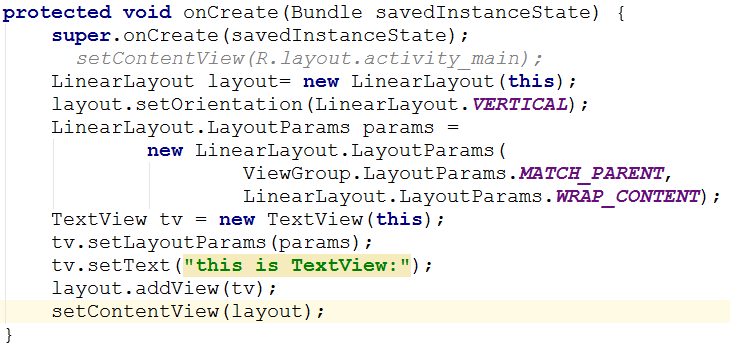 protected void onCreate(Bundle savedInstanceState) {
super.onCreate(savedInstanceState);
setContentView(R.layout.activity_main);
LinearLayout layout= new LinearLayout(this);
layout.setOrientation(LinearLayout.VERTICAL);
LinearLayout.LayoutParams params =
new LinearLayout.LayoutParams(
ViewGroup.LayoutParams.MATCH_PARENT,
LinearLayout.LayoutParams.WRAP_CONTENT);
TextView tv = new TextView(this);
tv.setLayoutParams(params);
tv.setText("this is TextView:");
layout.addView(tv);
setContentView(layout);
}